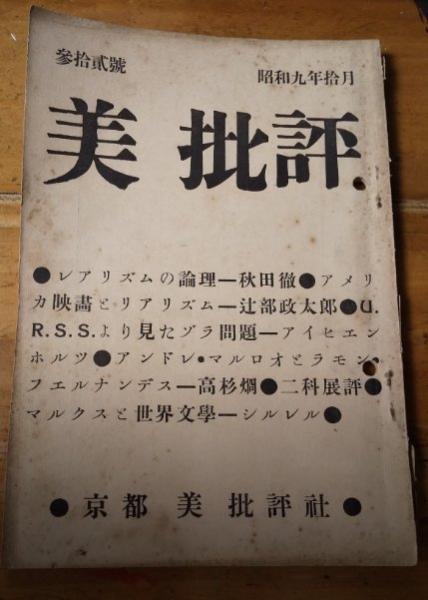 參拾貳號
昭和九年拾月
美 批評
●レアリズムの論理―秋田徹●アメリ
カ映畵とリアリズム―辻部政太郎●U.
R.S.S.より見たゾラ問題―アイヒエン
ホルツ●アンドレ・マルロオとラモン・
フエルナンデス―高杉烱●二科展評●
マルクスと世界文學―シルレル●
●京都 美 批評社●